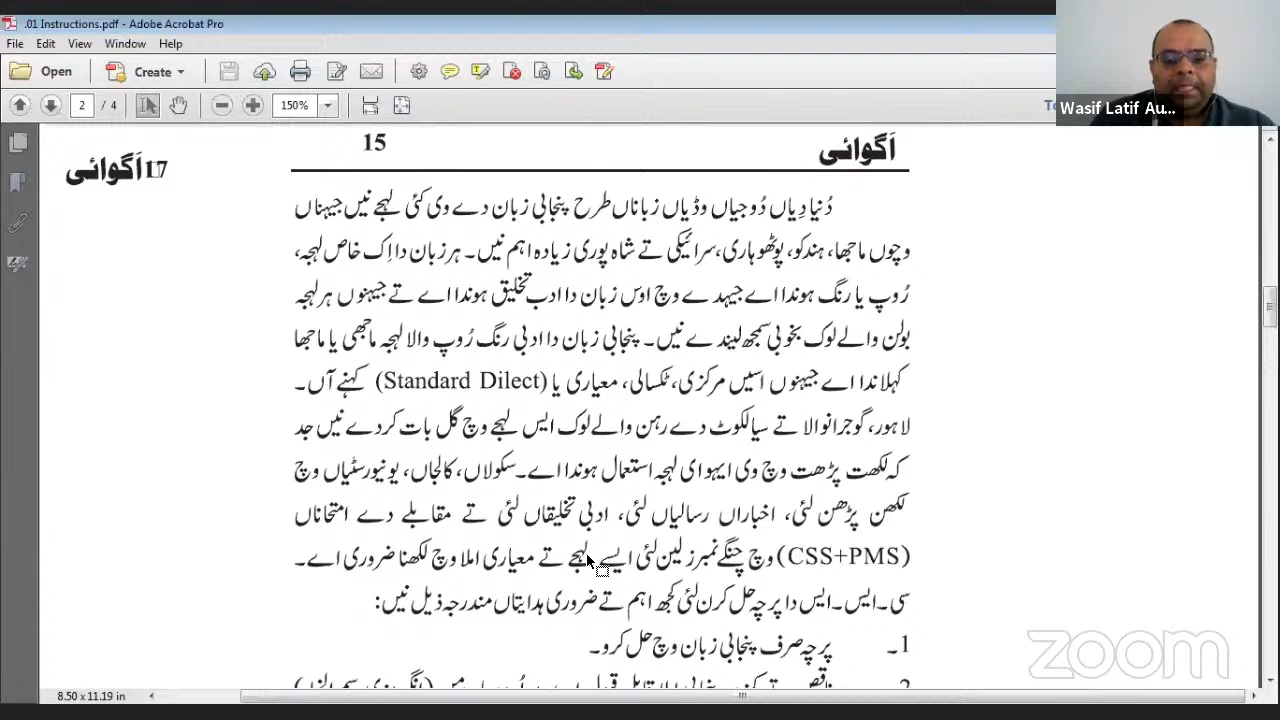 .01 Instructions.pdf - Adobe Acrobat Pro
File Edit View Window Help
Open Create
2 / 4 150%
Wasif Latif Au...
اَگوائی 15
17 اَگوائی
دُنیا دِیاں دُوجیاں وڈیاں زباناں طرح پنجابی زبان دے وی کئی لہجے نیں جیہناں
وچوں ماجھا، ہندکو، پوٹھوہاری، سرائیکی تے شاہ پوری زیادہ اہم نیں۔ ہر زبان دا اِک خاص لہجہ،
رُوپ یا رنگ ہوندا اے جیہدے وچ اوس زبان دا ادب تخلیق ہوندا اے تے جیہنوں ہر لہجہ
بولن والے لوک بخوبی سمجھ لیندے نیں۔ پنجابی زبان دا ادبی رنگ رُوپ والا لہجہ ماجھی یا ماجھا
کہلاندا اے جیہنوں اسیں مرکزی، ٹکسالی، معیاری یا (Standard Dilect) کہنے آں۔
لاہور، گوجرانوالا تے سیالکوٹ دے رہن والے لوک ایس لہجے وچ گل بات کردے نیں جد
کہ لکھت پڑھت وچ وی ایہو ای لہجہ استعمال ہوندا اے۔ سکولاں، کالجاں، یونیورسٹیاں وچ
لکھن پڑھن لئی، اخباراں رسالیاں لئی، ادبی تخلیقاں لئی تے مقابلے دے امتحاناں
(CSS+PMS) وچ چنگے نمبرز لین لئی ایسے لہجے تے معیاری املا وچ لکھنا ضروری اے۔
سی۔ ایس۔ ایس دا پرچہ حل کرن لئی کجھ اہم تے ضروری ہدایتاں مندرجہ ذیل نیں:
1۔ پرچہ صرف پنجابی زبان وچ حل کرو۔
2
zoom
8.50 x 11.19 in